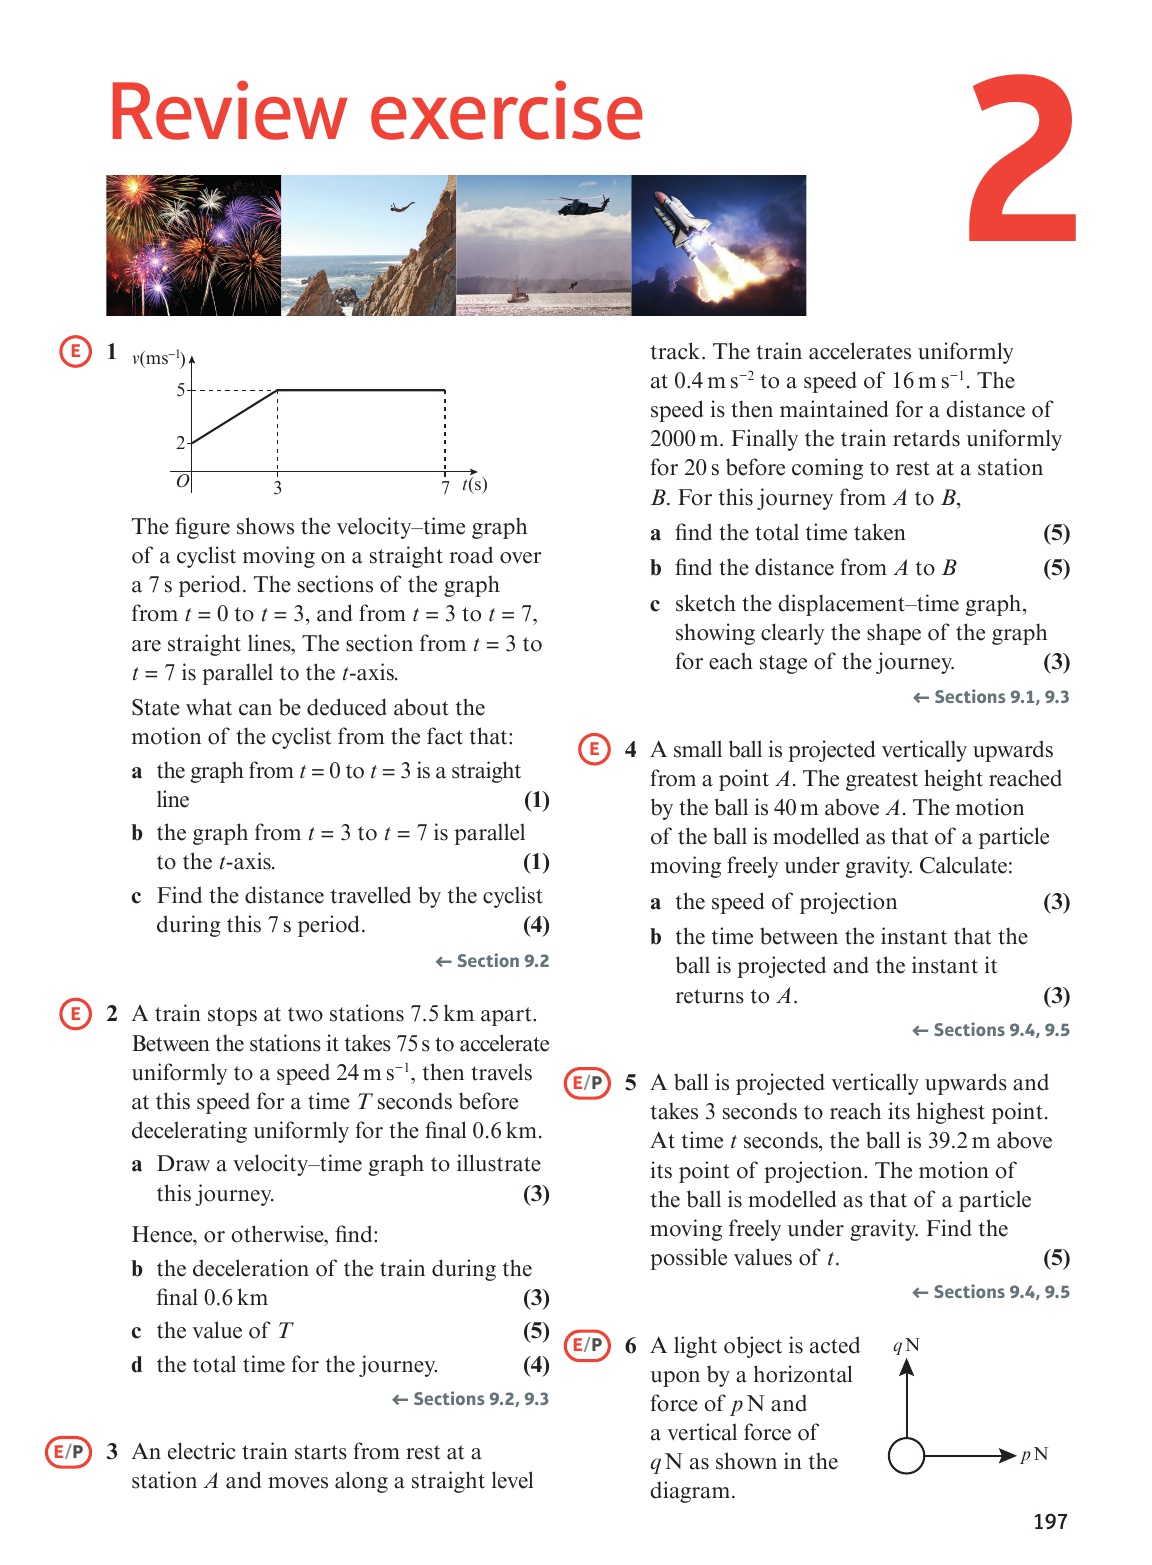 Review exercise
2
E 1 v(ms⁻¹)
5
2
O
3
7 t(s)
The figure shows the velocity–time graph
of a cyclist moving on a straight road over
a 7 s period. The sections of the graph
from t = 0 to t = 3, and from t = 3 to t = 7,
are straight lines, The section from t = 3 to
t = 7 is parallel to the t-axis.
State what can be deduced about the
motion of the cyclist from the fact that:
a the graph from t = 0 to t = 3 is a straight
line (1)
b the graph from t = 3 to t = 7 is parallel
to the t-axis. (1)
c Find the distance travelled by the cyclist
during this 7 s period. (4)
← Section 9.2
E 2 A train stops at two stations 7.5 km apart.
Between the stations it takes 75 s to accelerate
uniformly to a speed 24 m s⁻¹, then travels
at this speed for a time T seconds before
decelerating uniformly for the final 0.6 km.
a Draw a velocity–time graph to illustrate
this journey. (3)
Hence, or otherwise, find:
b the deceleration of the train during the
final 0.6 km (3)
c the value of T (5)
d the total time for the journey. (4)
← Sections 9.2, 9.3
E/P 3 An electric train starts from rest at a
station A and moves along a straight level
track. The train accelerates uniformly
at 0.4 m s⁻² to a speed of 16 m s⁻¹. The
speed is then maintained for a distance of
2000 m. Finally the train retards uniformly
for 20 s before coming to rest at a station
B. For this journey from A to B,
a find the total time taken (5)
b find the distance from A to B (5)
c sketch the displacement–time graph,
showing clearly the shape of the graph
for each stage of the journey. (3)
← Sections 9.1, 9.3
E 4 A small ball is projected vertically upwards
from a point A. The greatest height reached
by the ball is 40 m above A. The motion
of the ball is modelled as that of a particle
moving freely under gravity. Calculate:
a the speed of projection (3)
b the time between the instant that the
ball is projected and the instant it
returns to A. (3)
← Sections 9.4, 9.5
E/P 5 A ball is projected vertically upwards and
takes 3 seconds to reach its highest point.
At time t seconds, the ball is 39.2 m above
its point of projection. The motion of
the ball is modelled as that of a particle
moving freely under gravity. Find the
possible values of t. (5)
← Sections 9.4, 9.5
E/P 6 A light object is acted
upon by a horizontal
force of p N and
a vertical force of
q N as shown in the
diagram.
q N
p N
197